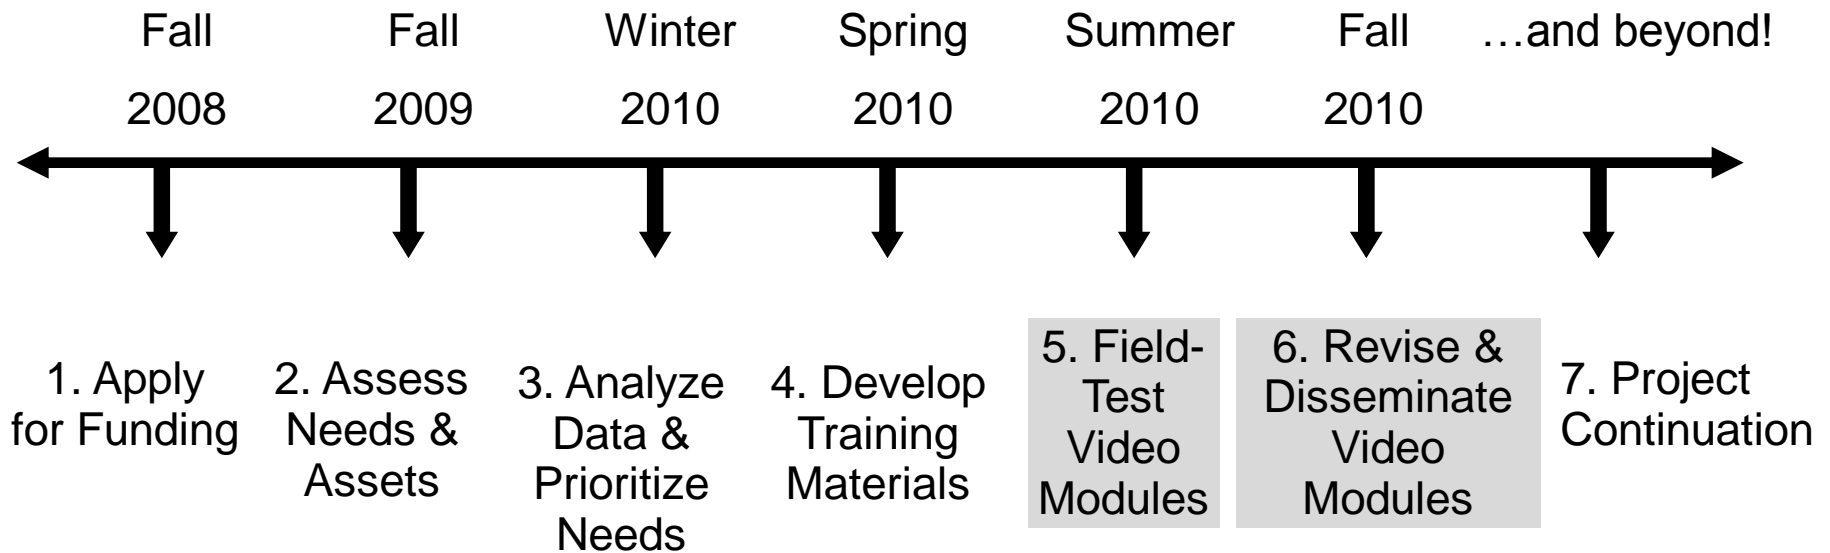 Fall
2008
Fall
2009
Winter
2010
Spring
2010
Summer
2010
Fall
2010
…and beyond!
1. Apply
for Funding
2. Assess
Needs &
Assets
3. Analyze
Data &
Prioritize
Needs
4. Develop
Training
Materials
5. Field-
Test
Video
Modules
6. Revise &
Disseminate
Video
Modules
7. Project
Continuation